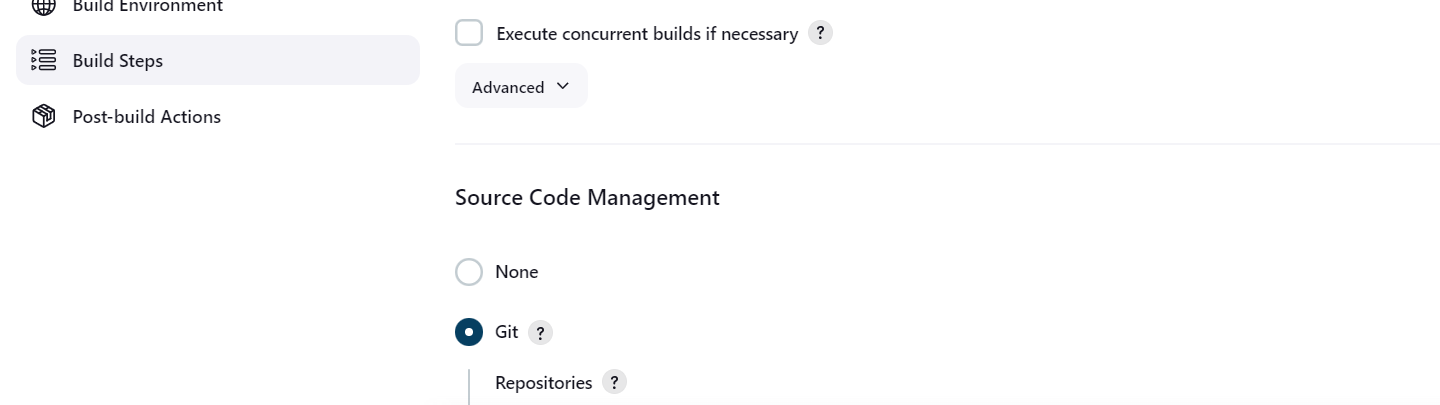 Build Environment
Build Steps
Post-build Actions
Execute concurrent builds if necessary ?
Advanced
Source Code Management
None
Git ?
Repositories ?